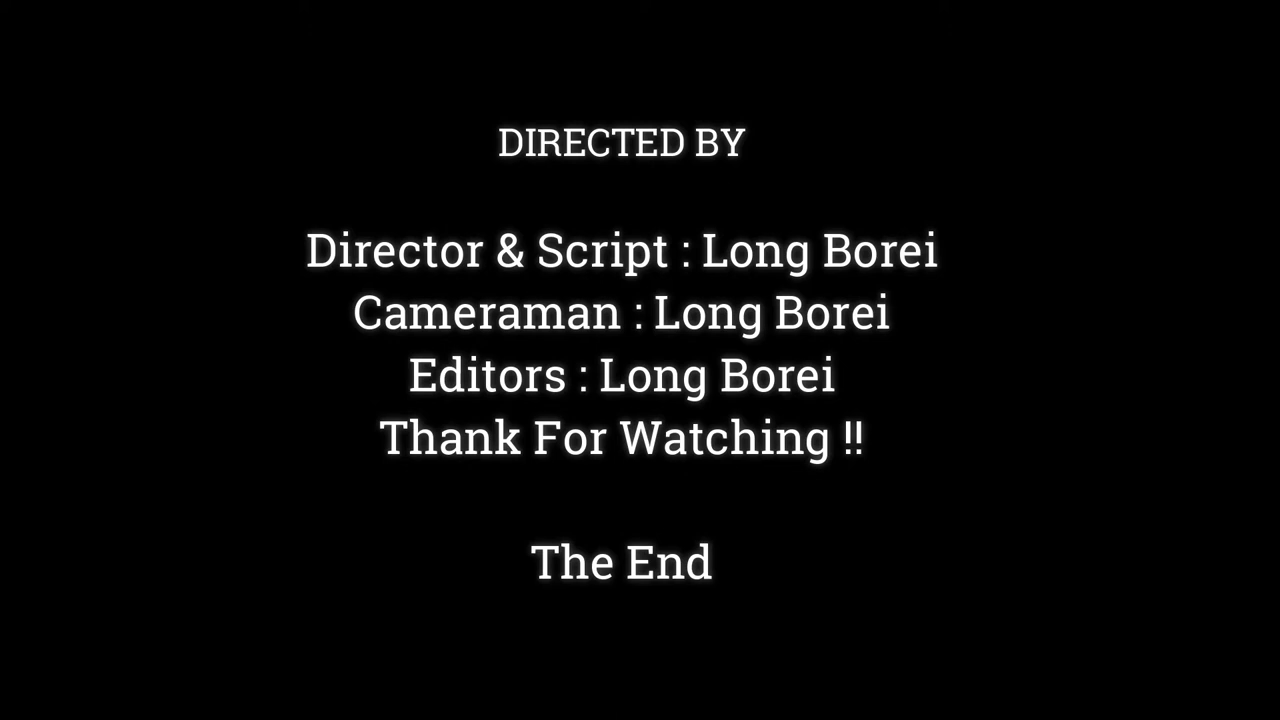 DIRECTED BY
Director & Script : Long Borei
Cameraman : Long Borei
Editors : Long Borei
Thank For Watching !!
The End